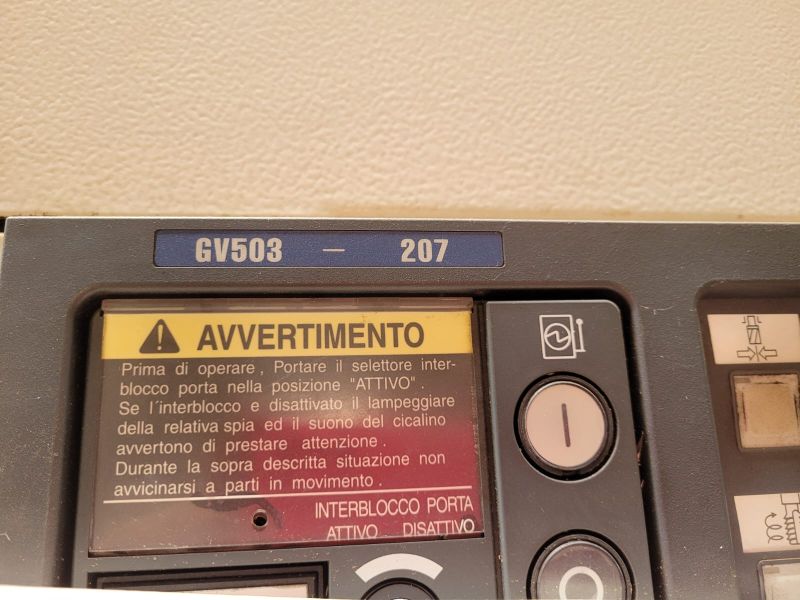 GV503 — 207
AVVERTIMENTO
Prima di operare, Portare il selettore inter-
blocco porta nella posizione "ATTIVO".
Se l'interblocco e disattivato il lampeggiare
della relativa spia ed il suono del cicalino
avvertono di prestare attenzione.
Durante la sopra descritta situazione non
avvicinarsi a parti in movimento.
INTERBLOCCO PORTA
ATTIVO DISATTIVO